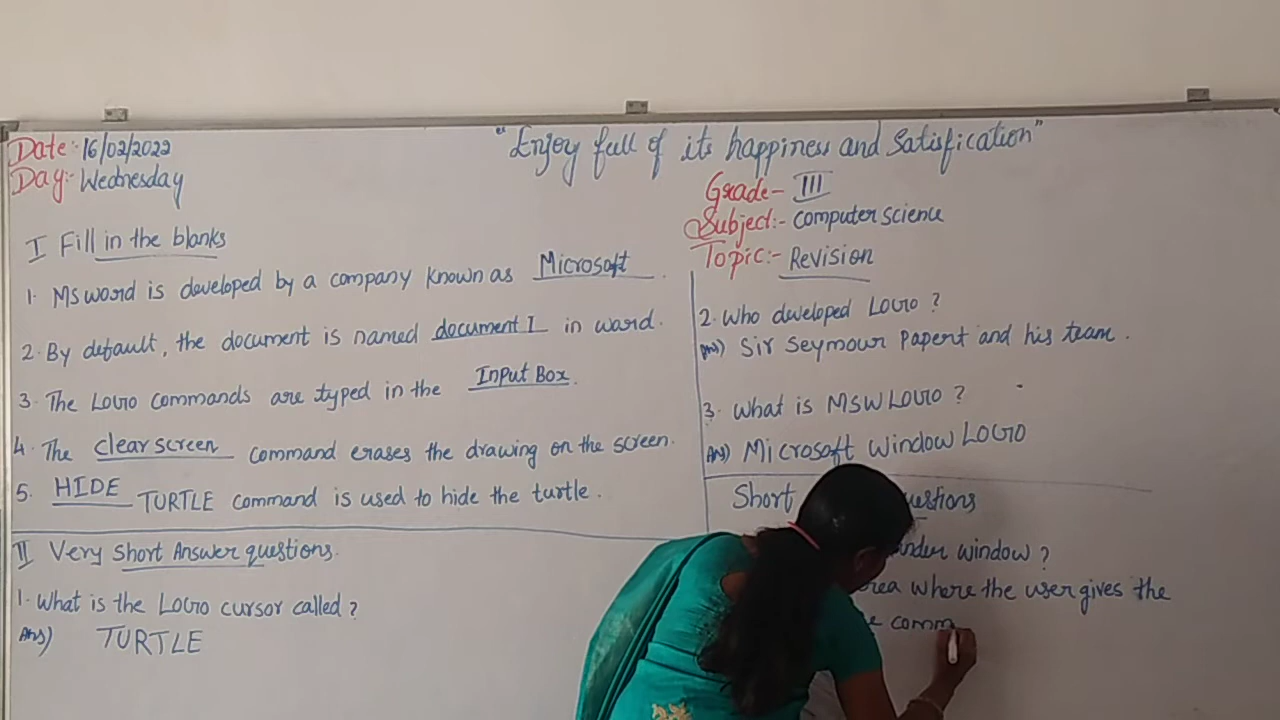 Date:- 16/02/2022
Day:- Wednesday
"Enjoy full of its happiness and Satisfication"
Grade- III
Subject:- Computer science
Topic:- Revision
I Fill in the blanks
1. MS word is developed by a company known as Microsoft.
2. By default, the document is named document 1 in word.
3. The LOGO commands are typed in the Input Box.
4. The clear screen command erases the drawing on the screen.
5. HIDE TURTLE command is used to hide the turtle.
II Very Short Answer questions.
1. What is the LOGO cursor called?
Ans) TURTLE
2. Who developed LOGO?
Ans) Sir Seymour Papert and his team.
3. What is MSWLOGO?
Ans) Microsoft Window LOGO
Short
window?
where the user gives the
comm